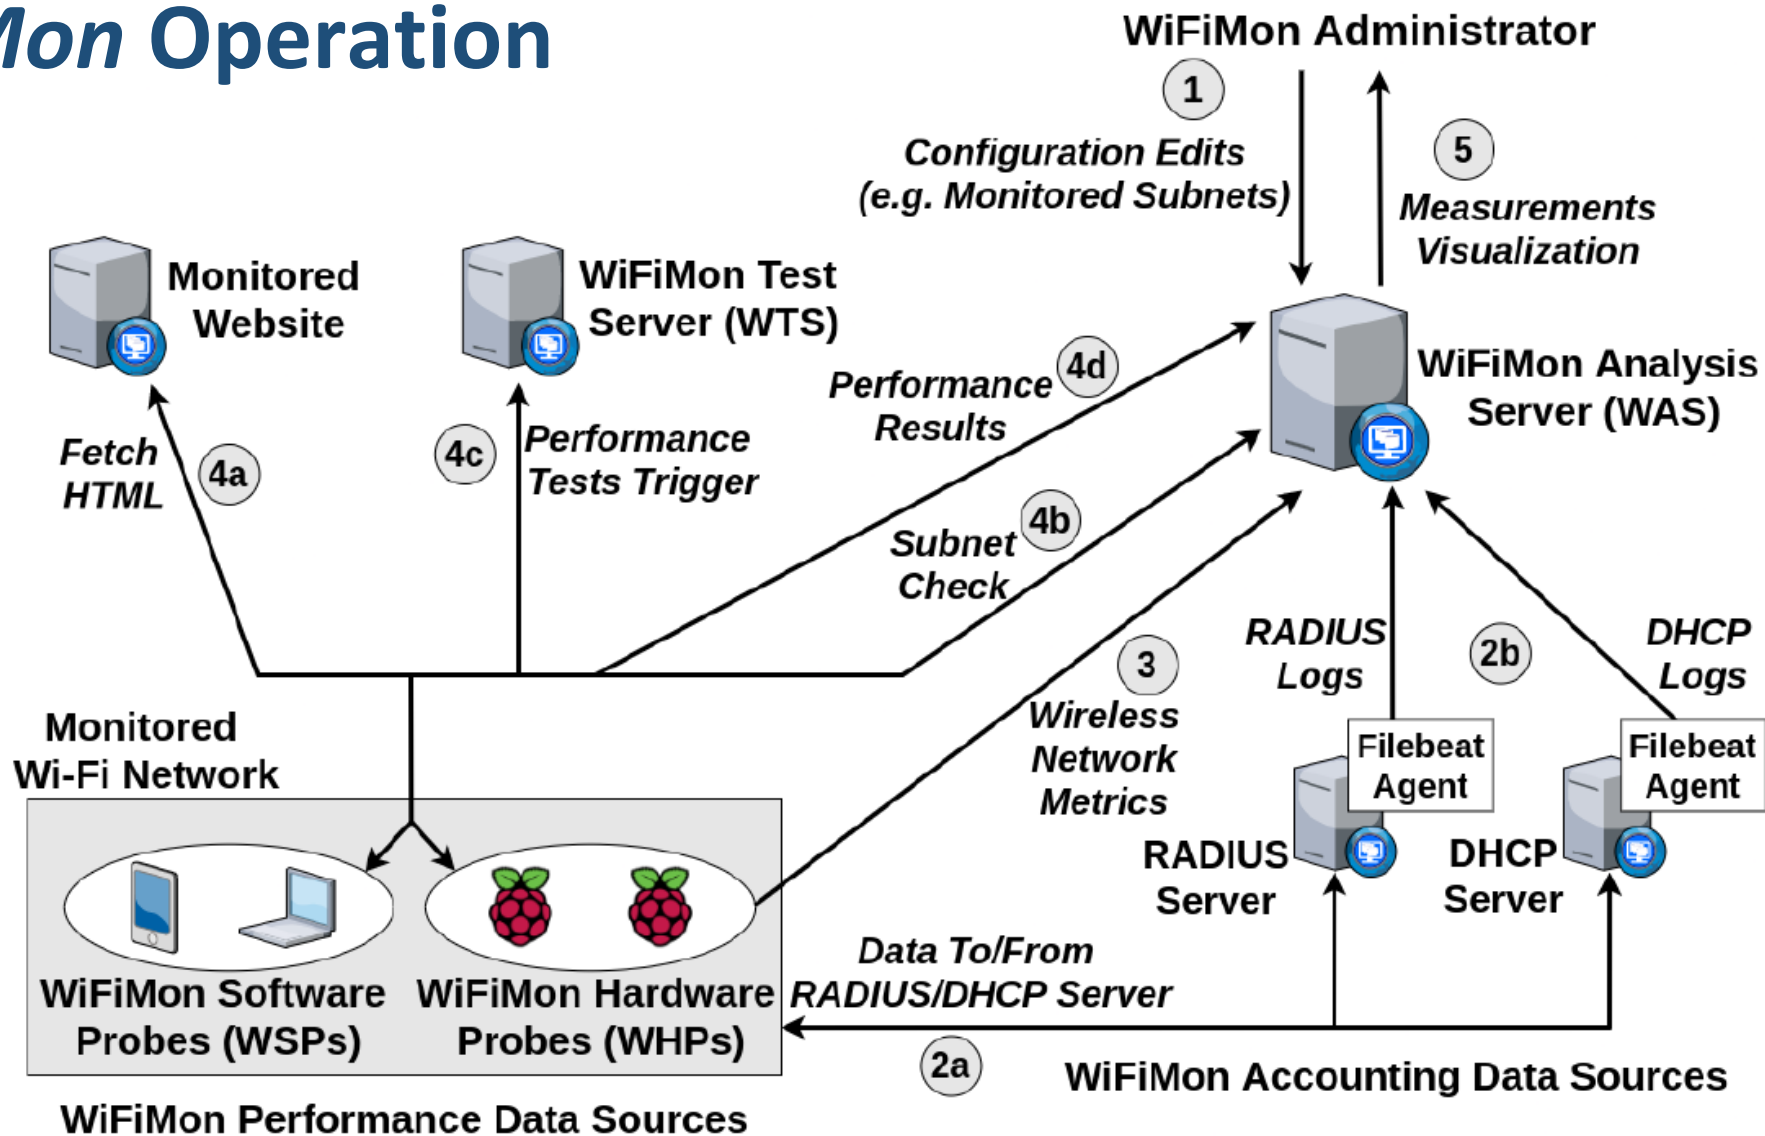 Mon Operation
WiFiMon Administrator
1
Configuration Edits
(e.g. Monitored Subnets)
5
Measurements
Visualization
Monitored
Website
WiFiMon Test
Server (WTS)
WiFiMon Analysis
Server (WAS)
Fetch
HTML
4a
4c
Performance
Tests Trigger
Performance
Results
4d
Subnet
Check
4b
3
Wireless
Network
Metrics
RADIUS
Logs
2b
DHCP
Logs
Filebeat
Agent
Filebeat
Agent
RADIUS
Server
DHCP
Server
Monitored
Wi-Fi Network
WiFiMon Software
Probes (WSPs)
WiFiMon Hardware
Probes (WHPs)
Data To/From
RADIUS/DHCP Server
2a
WiFiMon Accounting Data Sources
WiFiMon Performance Data Sources